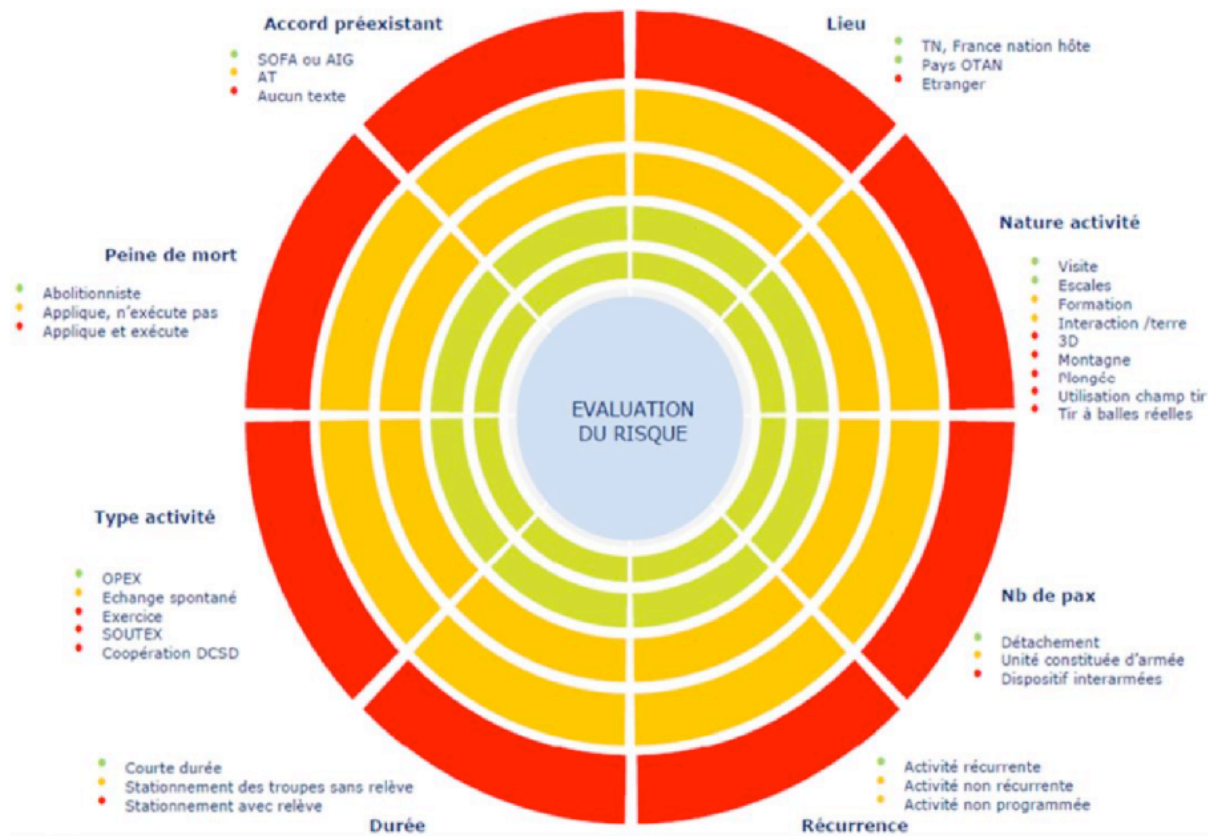 Accord préexistant
SOFA ou AIG
AT
Aucun texte
Lieu
TN, France nation hôte
Pays OTAN
Etranger
Peine de mort
Abolitionniste
Applique, n'exécute pas
Applique et exécute
Nature activité
Visite
Escales
Formation
Interaction /terre
3D
Montagne
Plongée
Utilisation champ tir
Tir à balles réelles
EVALUATION
DU RISQUE
Type activité
OPEX
Echange spontané
Exercice
SOUTEX
Coopération DCSD
Nb de pax
Détachement
Unité constituée d'armée
Dispositif interarmées
Courte durée
Stationnement des troupes sans relève
Stationnement avec relève
Durée
Activité récurrente
Activité non récurrente
Activité non programmée
Récurrence